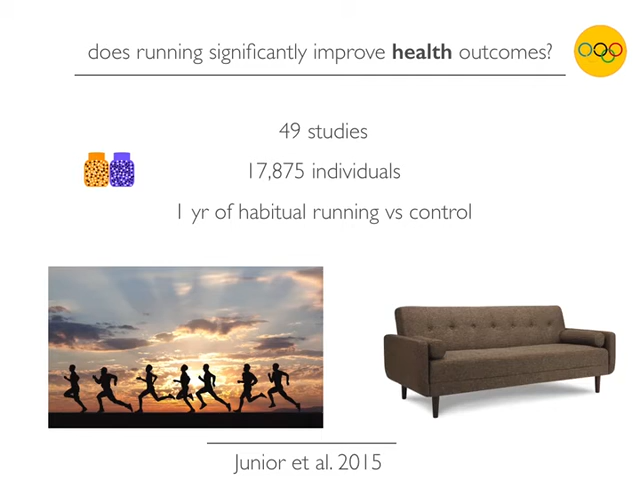 does running significantly improve health outcomes?
49 studies
17,875 individuals
1 yr of habitual running vs control
Junior et al. 2015